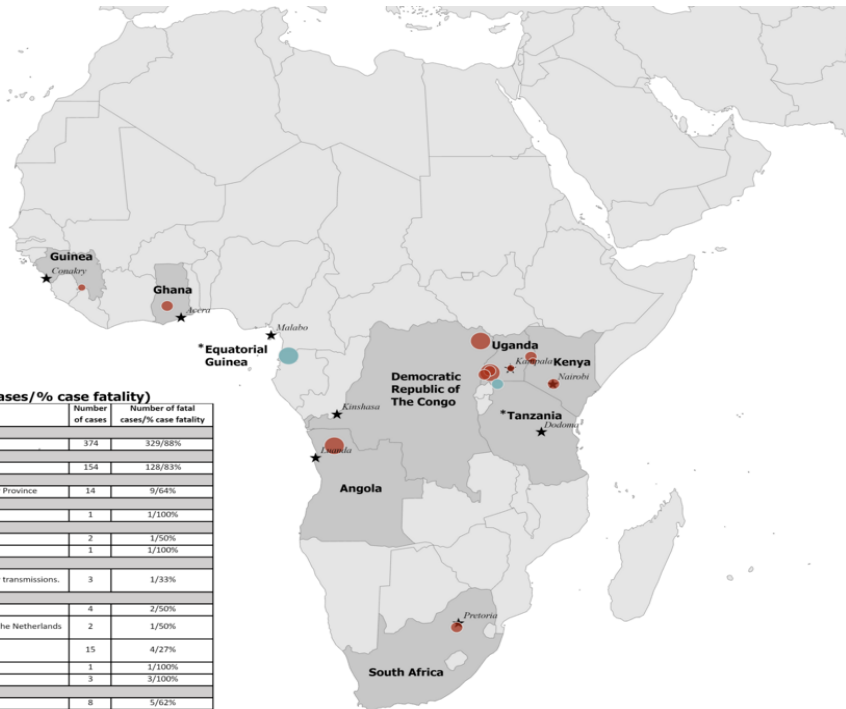 Guinea
Conakry
Ghana
Accra
Malabo
*Equatorial
Guinea
Uganda
Kampala
Kenya
Nairobi
Democratic
Republic of
The Congo
Kinshasa
*Tanzania
Dodoma
Luanda
Angola
Pretoria
South Africa
ases/% case fatality)
Number of cases Number of fatal cases/% case fatality
374 329/88%
154 128/83%
Province 14 9/64%
1 1/100%
2 1/50%
1 1/100%
transmissions. 3 1/33%
4 2/50%
he Netherlands 2 1/50%
15 4/27%
1 1/100%
3 3/100%
8 5/62%